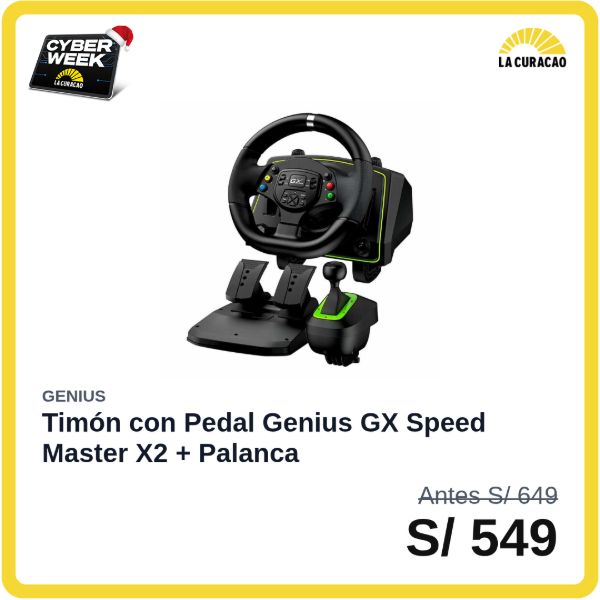 CYBER
WEEK
LA CURACAO
LA CURACAO
GX
GENIUS
Timón con Pedal Genius GX Speed
Master X2 + Palanca
Antes S/ 649
S/ 549